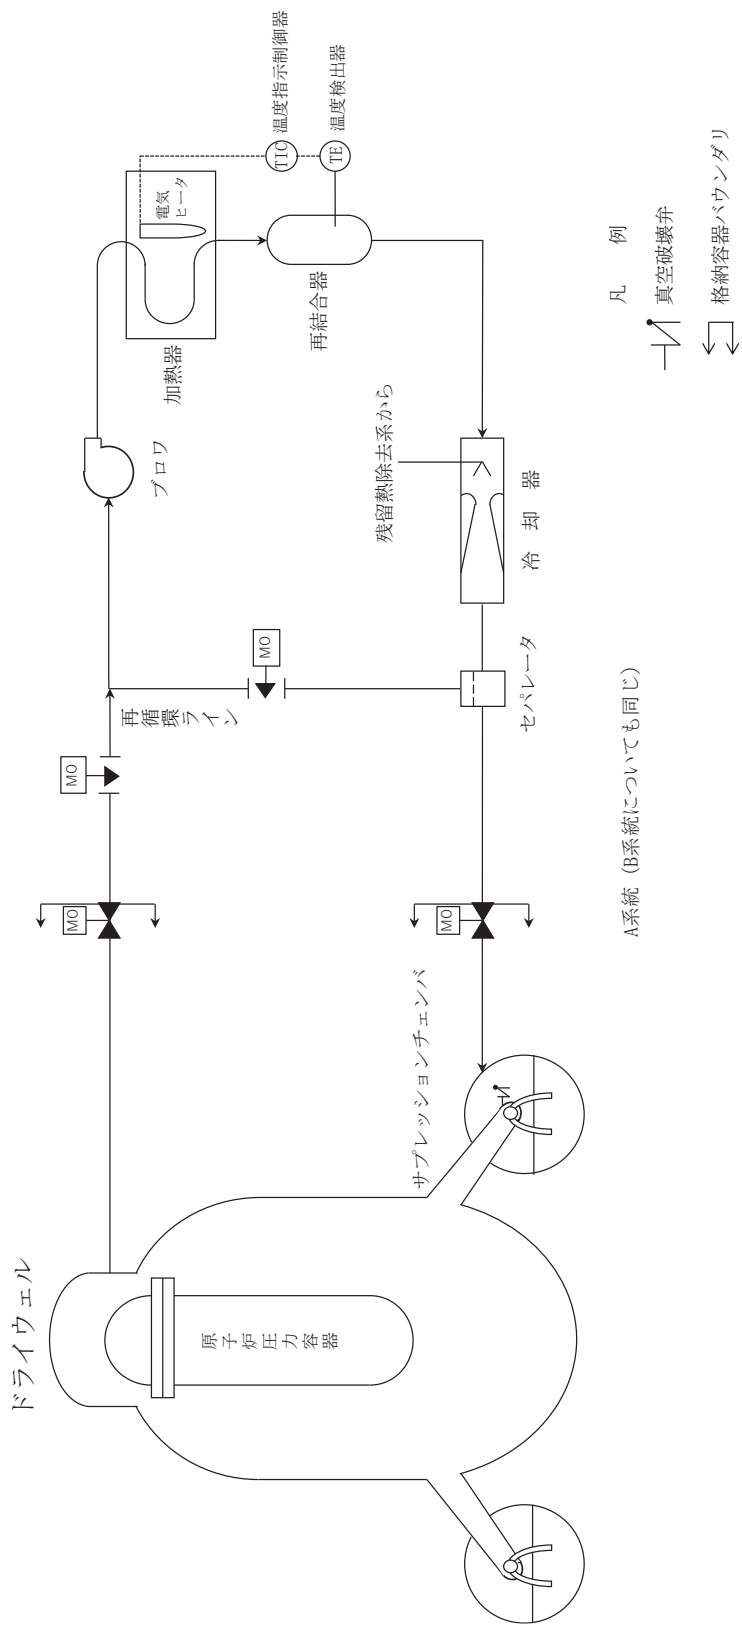 ドライウェル
原子炉圧力容器
サプレッションチェンバ
MO
MO
MO
MO
再循環ライン
ブロワ
加熱器
電気
ヒータ
TIC
温度指示制御器
TE
温度検出器
再結合器
残留熱除去系から
冷却器
セパレータ
A系統（B系統についても同じ）
凡 例
真空破壊弁
格納容器バウンダリ